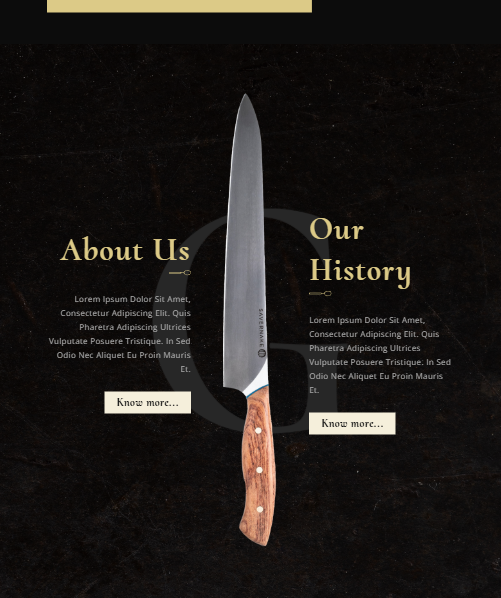 About Us
Lorem Ipsum Dolor Sit Amet,
Consectetur Adipiscing Elit. Quis
Pharetra Adipiscing Ultrices
Vulputate Posuere Tristique. In Sed
Odio Nec Aliquet Eu Proin Mauris
Et.
Know more...
G
SAVERNAKE
Our
History
Lorem Ipsum Dolor Sit Amet,
Consectetur Adipiscing Elit. Quis
Pharetra Adipiscing Ultrices
Vulputate Posuere Tristique. In Sed
Odio Nec Aliquet Eu Proin Mauris
Et.
Know more...